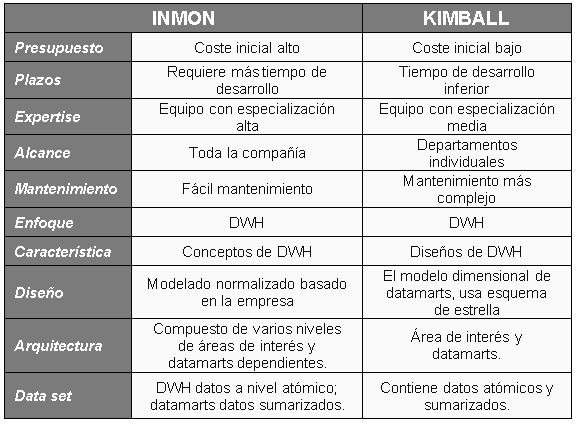 INMON KIMBALL
Presupuesto Coste inicial alto Coste inicial bajo
Plazos Requiere más tiempo de desarrollo Tiempo de desarrollo inferior
Expertise Equipo con especialización alta Equipo con especialización media
Alcance Toda la compañía Departamentos individuales
Mantenimiento Fácil mantenimiento Mantenimiento más complejo
Enfoque DWH DWH
Característica Conceptos de DWH Diseños de DWH
Diseño Modelado normalizado basado en la empresa El modelo dimensional de datamarts, usa esquema de estrella
Arquitectura Compuesto de varios niveles de áreas de interés y datamarts dependientes. Área de interés y datamarts.
Data set DWH datos a nivel atómico; datamarts datos sumarizados. Contiene datos atómicos y sumarizados.